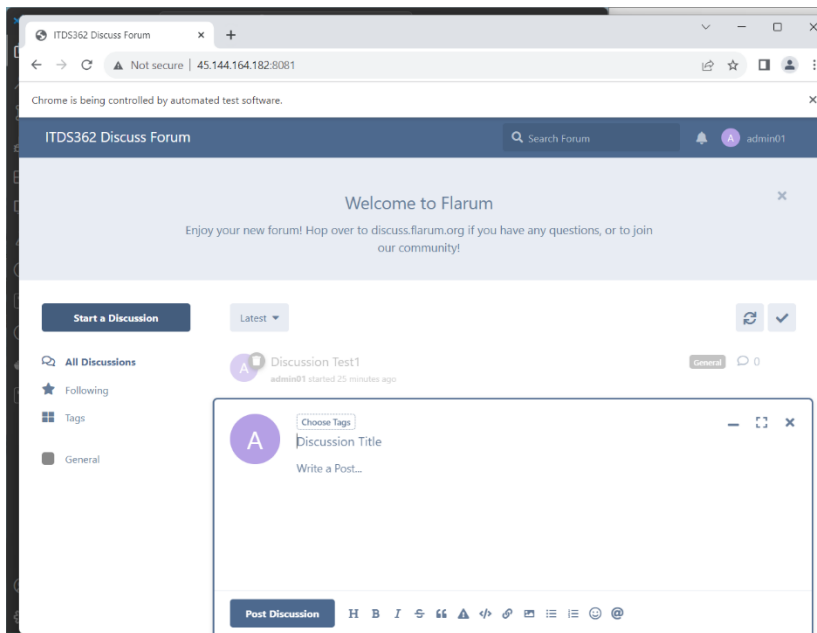 ITDS362 Discuss Forum
Not secure | 45.144.164.182:8081
Chrome is being controlled by automated test software.
ITDS362 Discuss Forum
Search Forum
A
admin01
Welcome to Flarum
Enjoy your new forum! Hop over to discuss.flarum.org if you have any questions, or to join
our community!
Start a Discussion
Latest
All Discussions
A
Discussion Test1
General
0
admin01 started 25 minutes ago
Following
Tags
General
A
Choose Tags
Discussion Title
Write a Post...
Post Discussion
H B I S